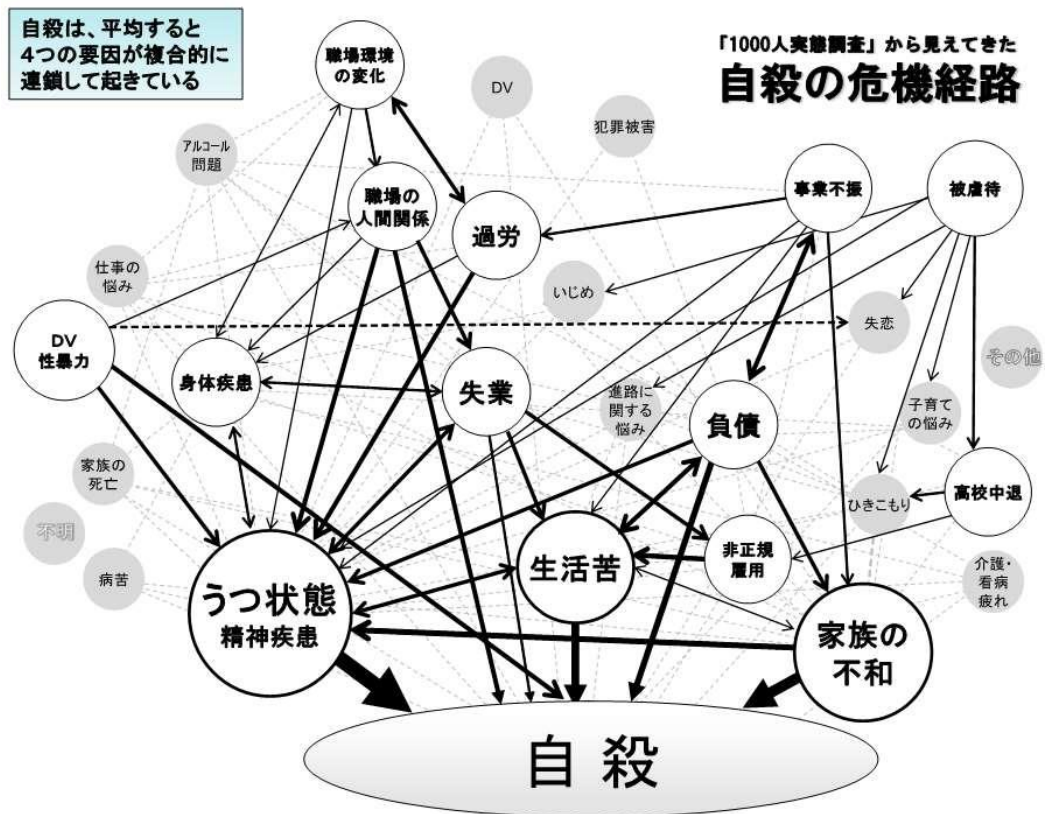 自殺は、平均すると
4つの要因が複合的に
連鎖して起きている
「1000人実態調査」から見えてきた
自殺の危機経路
職場環境
の変化
DV
犯罪被害
アルコール
問題
職場の
人間関係
過労
事業不振
被虐待
仕事の
悩み
いじめ
失恋
DV
性暴力
身体疾患
失業
進路に
関する
悩み
負債
その他
子育て
の悩み
家族の
死亡
高校中退
ひきこもり
不明
病苦
うつ状態
精神疾患
生活苦
非正規
雇用
介護・
看病
疲れ
家族の
不和
自殺